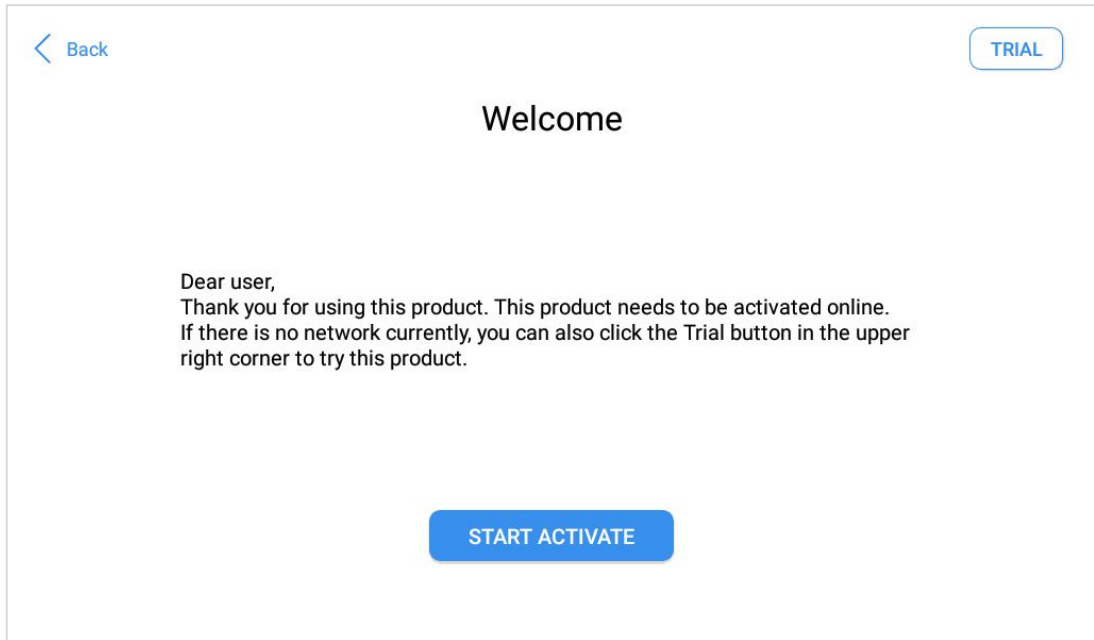 Back
TRIAL
Welcome
Dear user,
Thank you for using this product. This product needs to be activated online.
If there is no network currently, you can also click the Trial button in the upper
right corner to try this product.
START ACTIVATE